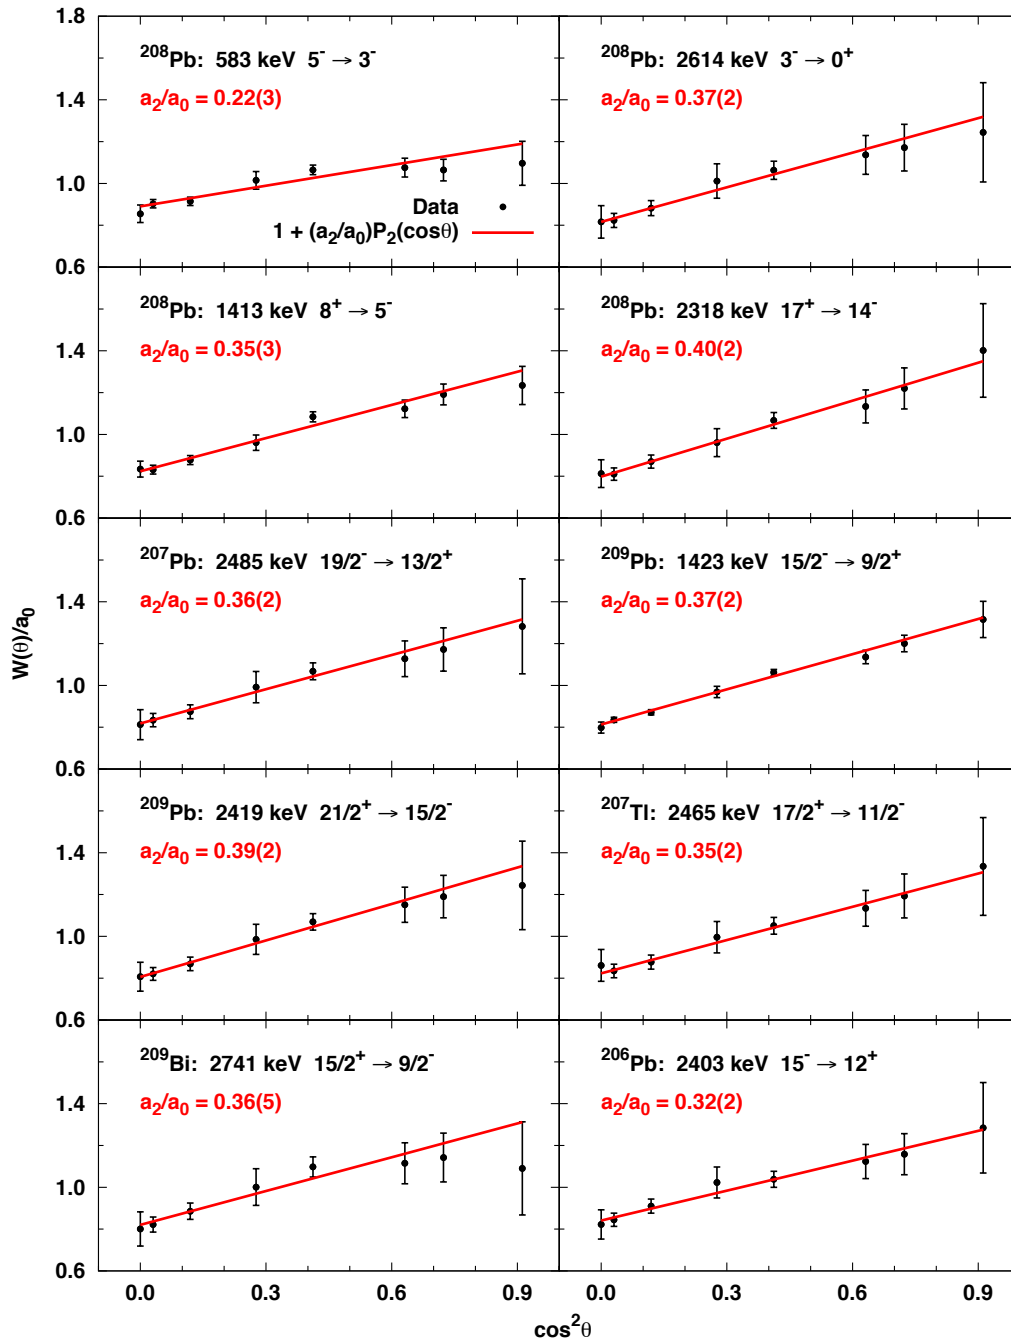 1.8
²⁰⁸Pb: 583 keV 5⁻ → 3⁻
a₂/a₀ = 0.22(3)
1.4
1.0
Data
1 + (a₂/a₀)P₂(cosθ)
0.6
²⁰⁸Pb: 2614 keV 3⁻ → 0⁺
a₂/a₀ = 0.37(2)
²⁰⁸Pb: 1413 keV 8⁺ → 5⁻
a₂/a₀ = 0.35(3)
1.4
1.0
0.6
²⁰⁸Pb: 2318 keV 17⁺ → 14⁻
a₂/a₀ = 0.40(2)
²⁰⁷Pb: 2485 keV 19/2⁻ → 13/2⁺
a₂/a₀ = 0.36(2)
1.4
1.0
0.6
²⁰⁹Pb: 1423 keV 15/2⁻ → 9/2⁺
a₂/a₀ = 0.37(2)
W(θ)/a₀
²⁰⁹Pb: 2419 keV 21/2⁺ → 15/2⁻
a₂/a₀ = 0.39(2)
1.4
1.0
0.6
²⁰⁷Tl: 2465 keV 17/2⁺ → 11/2⁻
a₂/a₀ = 0.35(2)
²⁰⁹Bi: 2741 keV 15/2⁺ → 9/2⁻
a₂/a₀ = 0.36(5)
1.4
1.0
0.6
²⁰⁶Pb: 2403 keV 15⁻ → 12⁺
a₂/a₀ = 0.32(2)
0.0 0.3 0.6 0.9 0.0 0.3 0.6 0.9
cos²θ